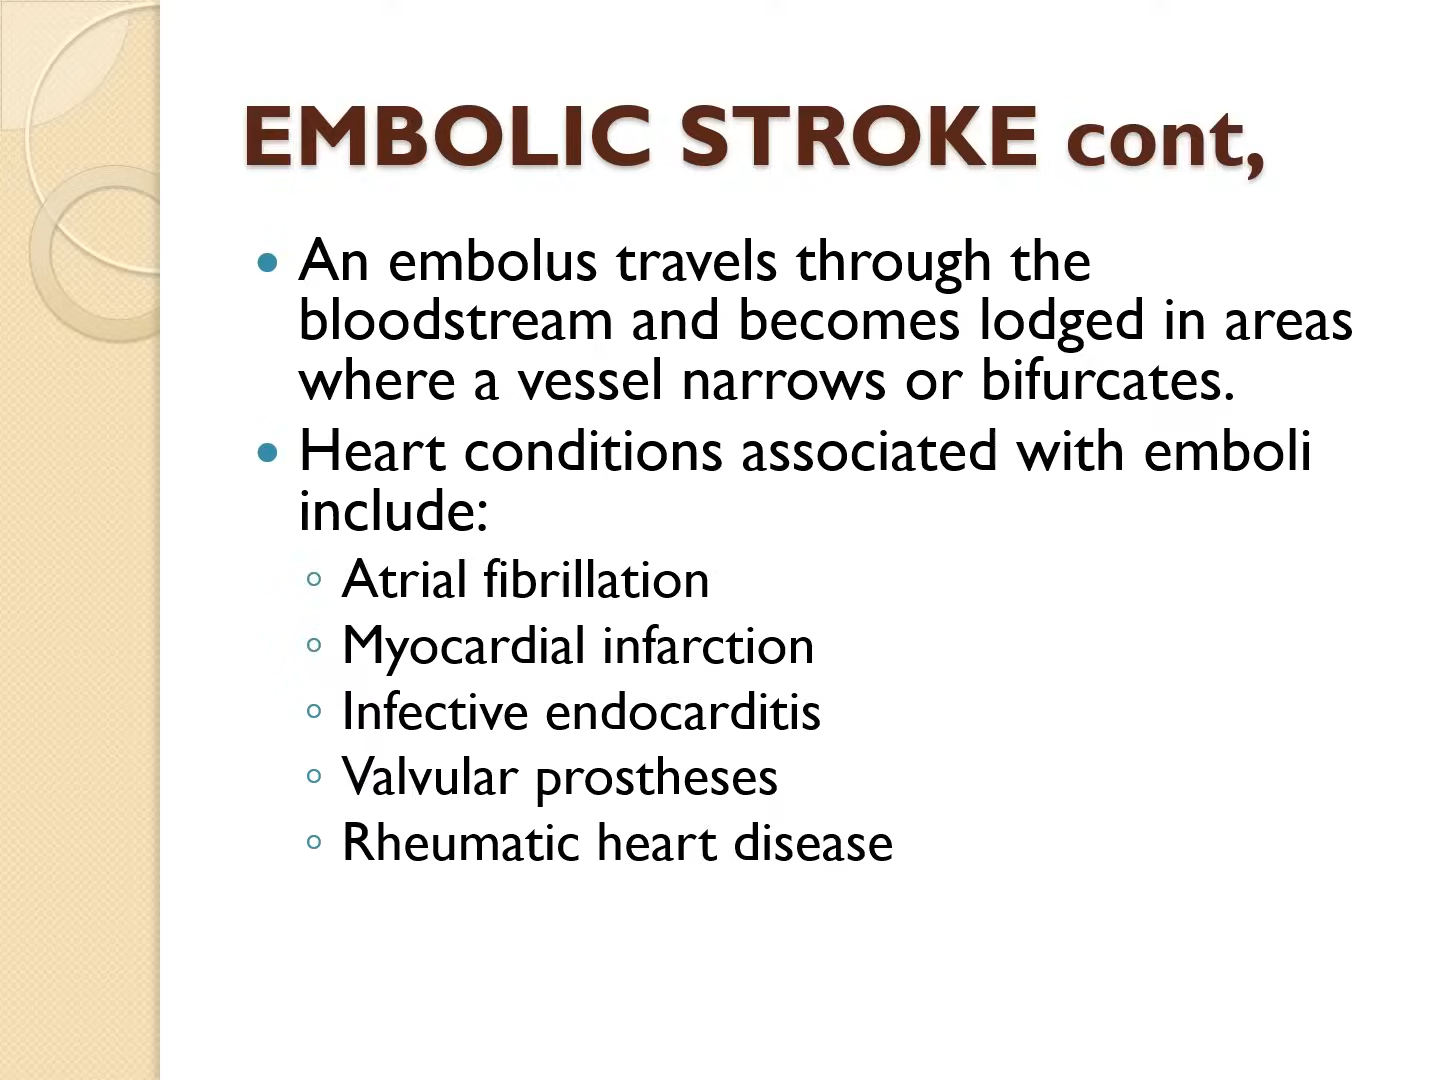 EMBOLIC STROKE cont,
• An embolus travels through the
bloodstream and becomes lodged in areas
where a vessel narrows or bifurcates.
• Heart conditions associated with emboli
include:
◦ Atrial fibrillation
◦ Myocardial infarction
◦ Infective endocarditis
◦ Valvular prostheses
◦ Rheumatic heart disease